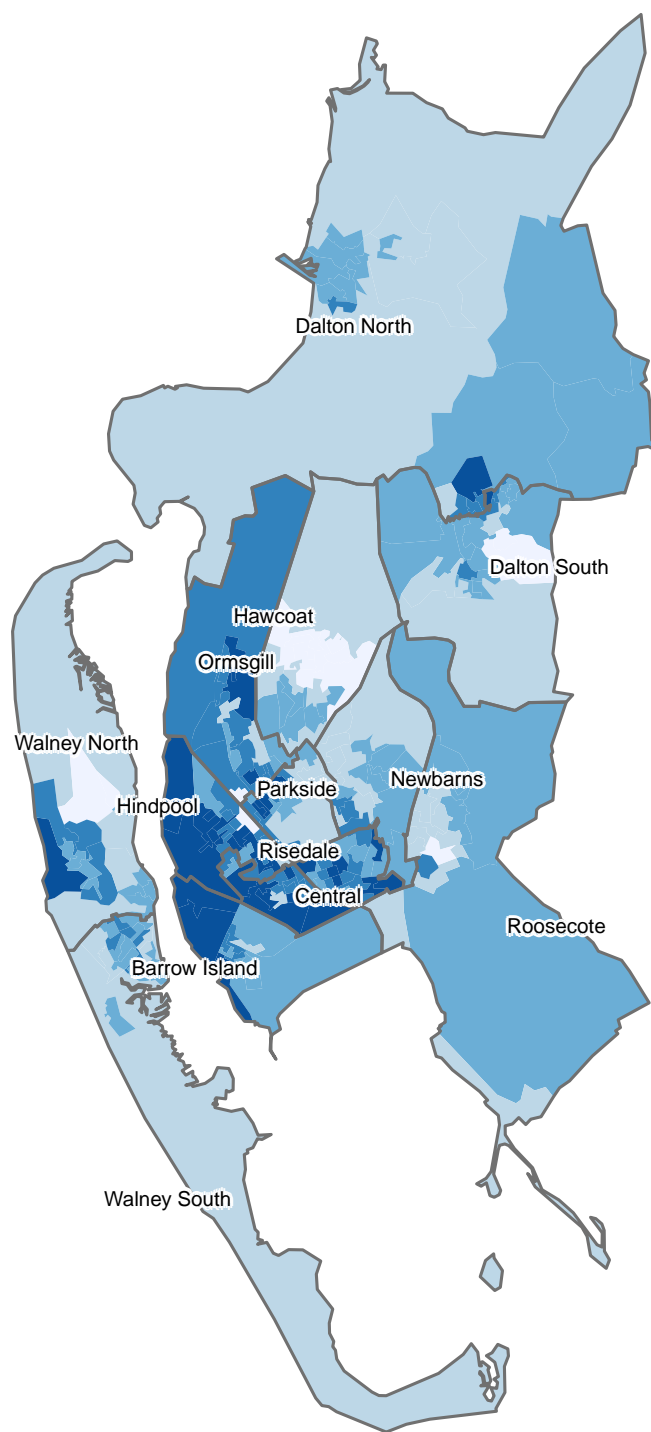 Dalton North
Dalton South
Hawcoat
Ormsgill
Walney North
Newbarns
Parkside
Hindpool
Risedale
Central
Roosecote
Barrow Island
Walney South